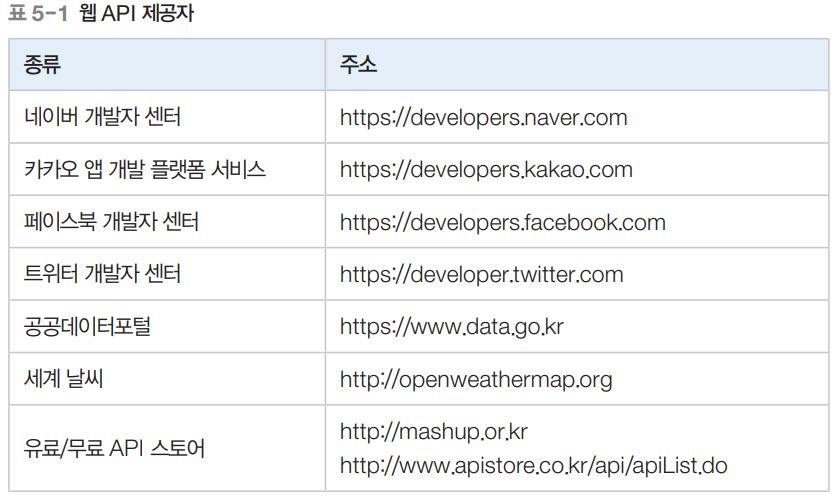 표 5-1 웹 API 제공자
종류 주소
네이버 개발자 센터 https://developers.naver.com
카카오 앱 개발 플랫폼 서비스 https://developers.kakao.com
페이스북 개발자 센터 https://developers.facebook.com
트위터 개발자 센터 https://developer.twitter.com
공공데이터포털 https://www.data.go.kr
세계 날씨 http://openweathermap.org
유료/무료 API 스토어 http://mashup.or.kr
http://www.apistore.co.kr/api/apiList.do